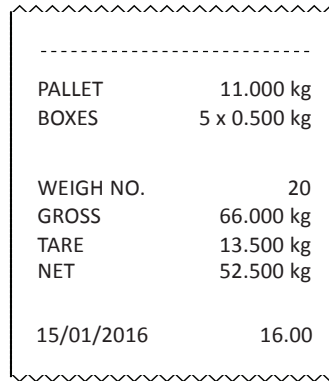 PALLET 11.000 kg
BOXES 5 x 0.500 kg
WEIGH NO. 20
GROSS 66.000 kg
TARE 13.500 kg
NET 52.500 kg
15/01/2016 16.00